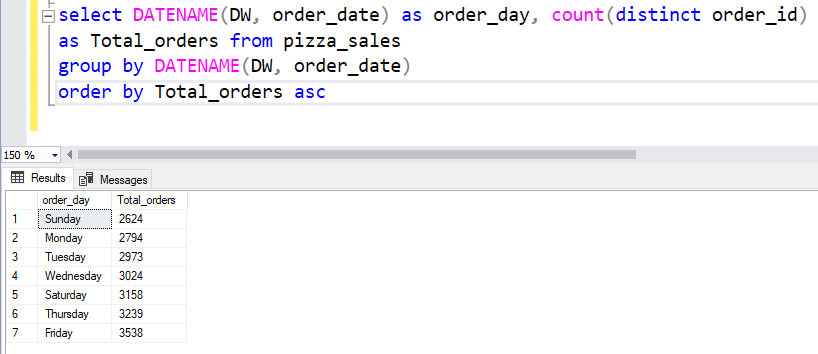 select DATENAME(DW, order_date) as order_day, count(distinct order_id)
as Total_orders from pizza_sales
group by DATENAME(DW, order_date)
order by Total_orders asc
150 %
Results Messages
order_day Total_orders
1 Sunday 2624
2 Monday 2794
3 Tuesday 2973
4 Wednesday 3024
5 Saturday 3158
6 Thursday 3239
7 Friday 3538